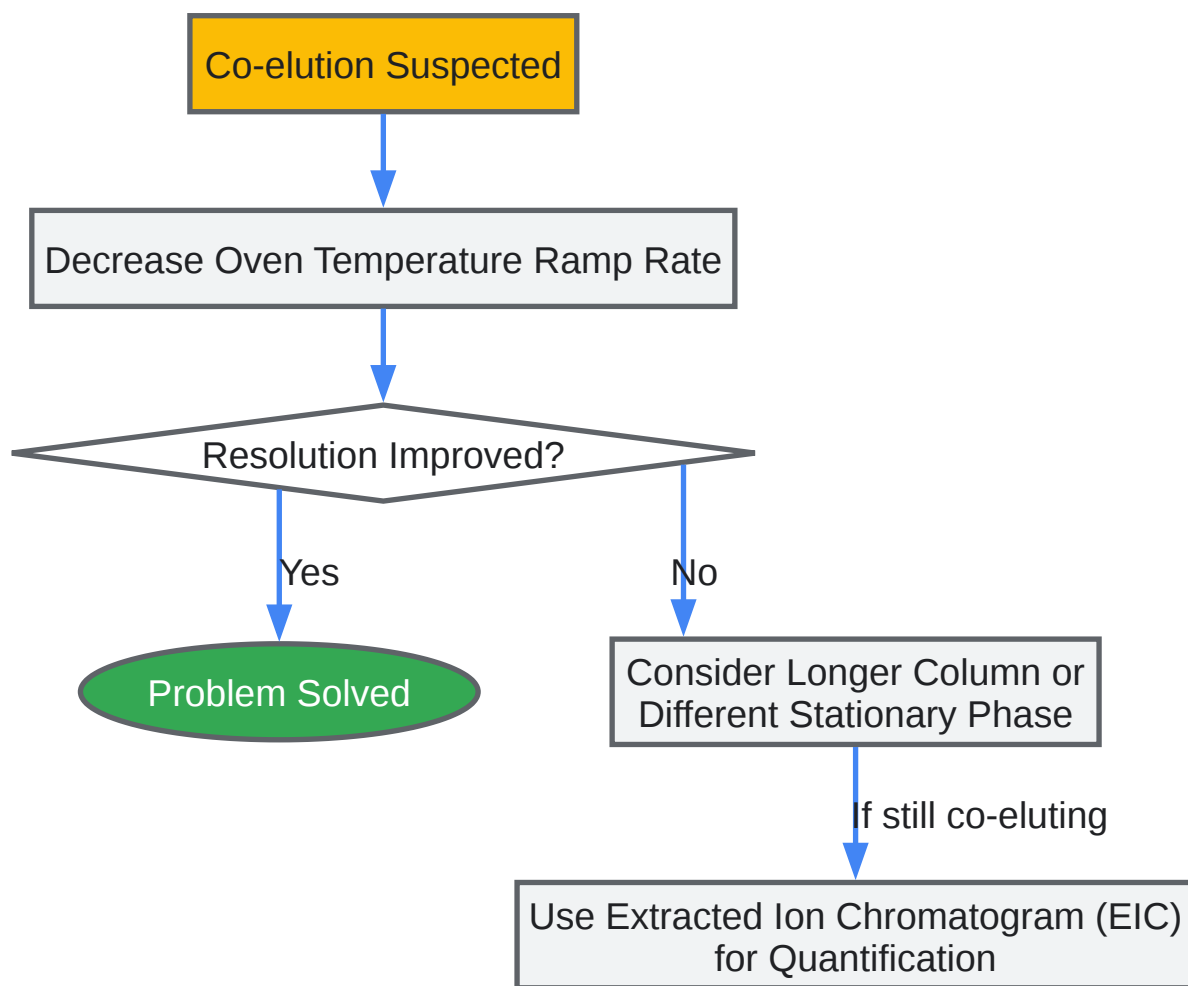 Co-elution Suspected
Decrease Oven Temperature Ramp Rate
Resolution Improved?
Yes
No
Problem Solved
Consider Longer Column or
Different Stationary Phase
If still co-eluting
Use Extracted Ion Chromatogram (EIC)
for Quantification